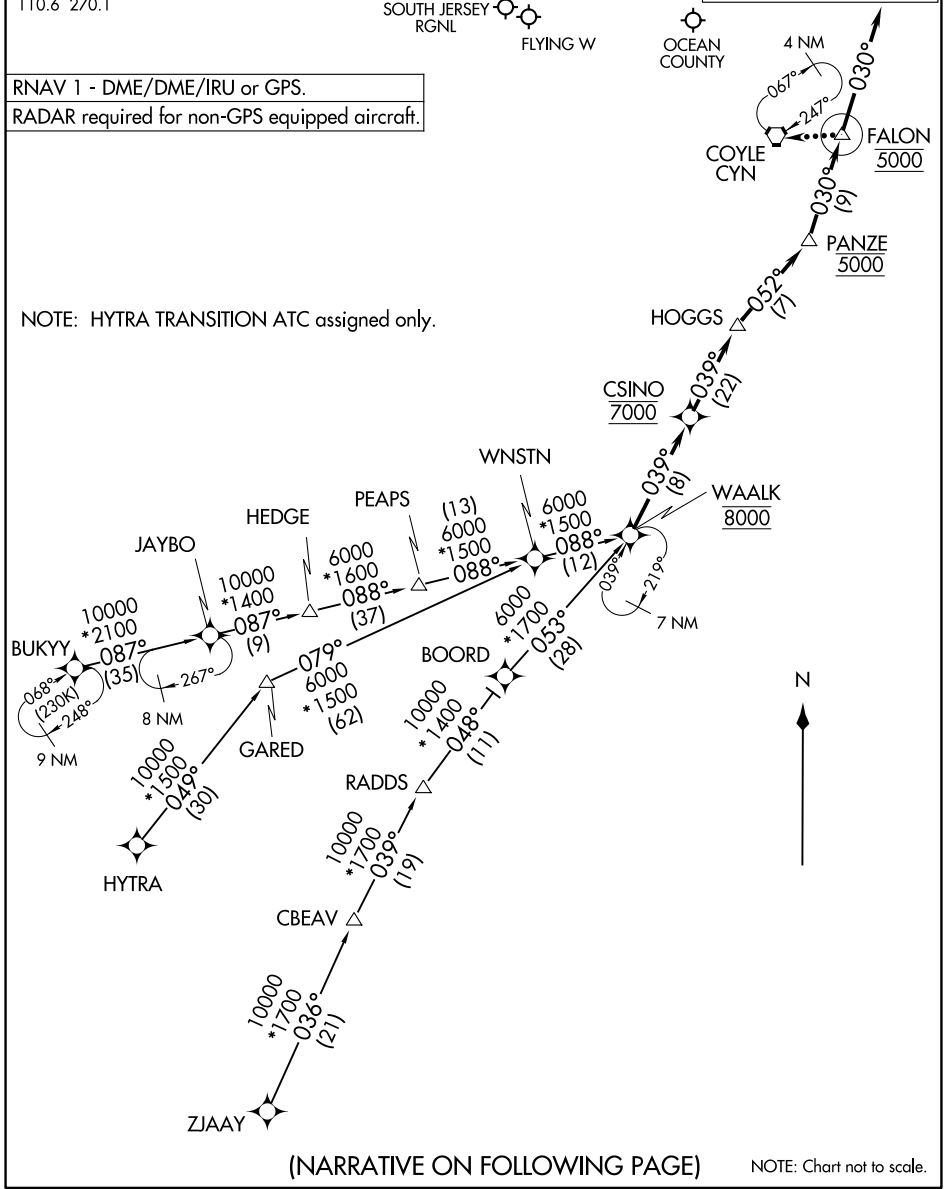 110.6 270.1
SOUTH JERSEY
RGNL
FLYING W
OCEAN
COUNTY
4 NM
030°
RNAV 1 - DME/DME/IRU or GPS.
RADAR required for non-GPS equipped aircraft.
067°
247°
COYLE
CYN
FALON
5000
030°
(9)
PANZE
5000
052°
(7)
NOTE: HYTRA TRANSITION ATC assigned only.
HOGGS
039°
(22)
CSINO
7000
039°
(8)
WAALK
8000
039°
219°
7 NM
WNSTN
6000
*1500
088°
(12)
PEAPS
(13)
6000
*1500
088°
HEDGE
6000
*1600
088°
(37)
JAYBO
10000
*1400
087°
(9)
267°
8 NM
BUKYY
10000
*2100
087°
(35)
068°
(230K)
248°
9 NM
079°
6000
*1500
(62)
GARED
10000
*1500
049°
(30)
HYTRA
6000
*1700
053°
(28)
BOORD
10000
*1400
048°
(11)
RADDS
10000
*1700
039°
(19)
CBEAV
10000
*1700
036°
(21)
ZJAAY
N
(NARRATIVE ON FOLLOWING PAGE)
NOTE: Chart not to scale.